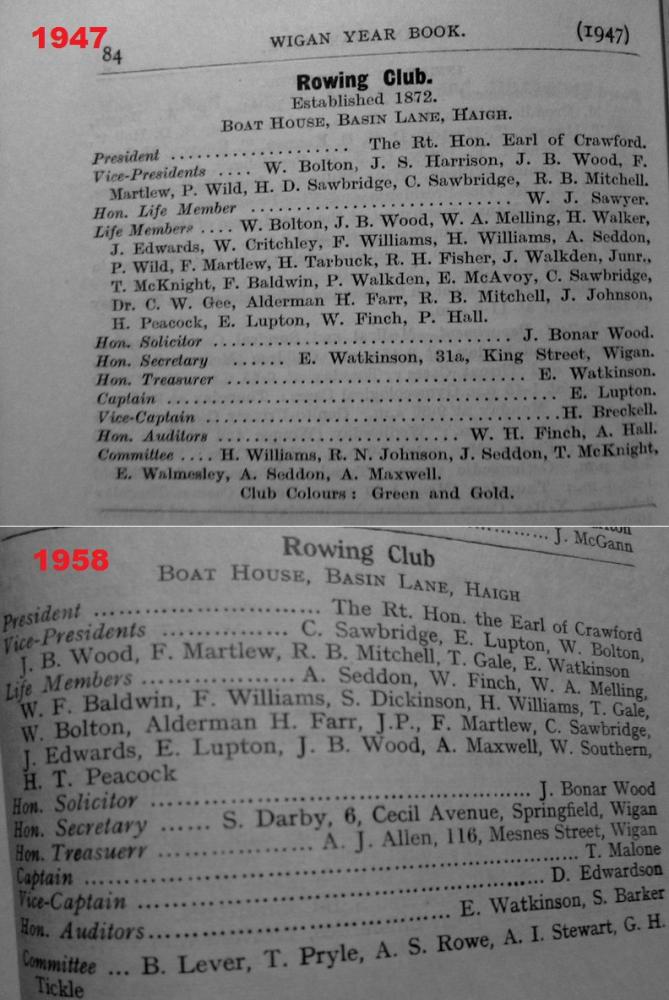 1947
84
WIGAN YEAR BOOK.
(1947)
Rowing Club.
Established 1872.
BOAT HOUSE, BASIN LANE, HAIGH.
President .................... The Rt. Hon. Earl of Crawford.
Vice-Presidents .... W. Bolton, J. S. Harrison, J. B. Wood, F.
Martlew, P. Wild, H. D. Sawbridge, C. Sawbridge, R. B. Mitchell.
Hon. Life Member ............................ W. J. Sawyer.
Life Members .... W. Bolton, J. B. Wood, W. A. Melling, H. Walker,
J. Edwards, W. Critchley, F. Williams, H. Williams, A. Seddon,
P. Wild, F. Martlew, H. Tarbuck, R. H. Fisher, J. Walkden, Junr.,
T. McKnight, F. Baldwin, P. Walkden, E. McAvoy, C. Sawbridge,
Dr. C. W. Gee, Alderman H. Farr, R. B. Mitchell, J. Johnson,
H. Peacock, E. Lupton, W. Finch, P. Hall.
Hon. Solicitor ................................ J. Bonar Wood.
Hon. Secretary ...... E. Watkinson, 31a, King Street, Wigan.
Hon. Treasurer ................................ E. Watkinson.
Captain ........................................ E. Lupton.
Vice-Captain ....................................H. Breckell.
Hon. Auditors .......................... W. H. Finch, A. Hall.
Committee .... H. Williams, R. N. Johnson, J. Seddon, T. McKnight,
E. Walmesley, A. Seddon, A. Maxwell.
Club Colours : Green and Gold.
1958
......... J. McGann
Rowing Club
BOAT HOUSE, BASIN LANE, HAIGH
President ........................... The Rt. Hon. the Earl of Crawford
Vice-Presidents ............... C. Sawbridge, E. Lupton, W. Bolton,
J. B. Wood, F. Martlew, R. B. Mitchell, T. Gale, E. Watkinson
Life Members .................. A. Seddon, W. Finch, W. A. Melling,
W. F. Baldwin, F. Williams, S. Dickinson, H. Williams, T. Gale,
W. Bolton, Alderman H. Farr, J.P., F. Martlew, C. Sawbridge,
J. Edwards, E. Lupton, J. B. Wood, A. Maxwell, W. Southern,
H. T. Peacock
Hon. Solicitor ............................................. J. Bonar Wood
Hon. Secretary ...... S. Darby, 6, Cecil Avenue, Springfield, Wigan
Hon. Treasuerr ............... A. J. Allen, 116, Mesnes Street, Wigan
Captain ...................................................... T. Malone
Vice-Captain ............................................... D. Edwardson
Hon. Auditors.................................. E. Watkinson, S. Barker
Committee ... B. Lever, T. Pryle, A. S. Rowe, A. I. Stewart, G. H.
Tickle